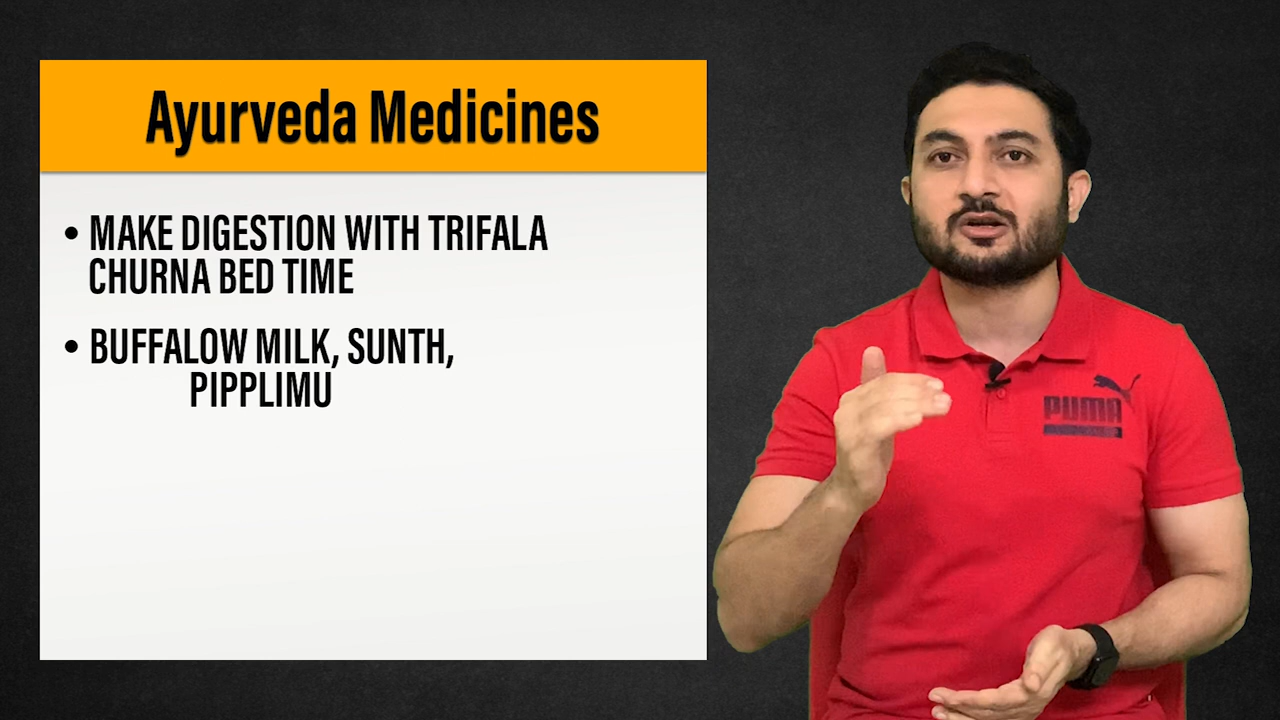 Ayurveda Medicines
• MAKE DIGESTION WITH TRIFALA
CHURNA BED TIME
• BUFFALOW MILK, SUNTH,
PIPPLIMU
PUMA